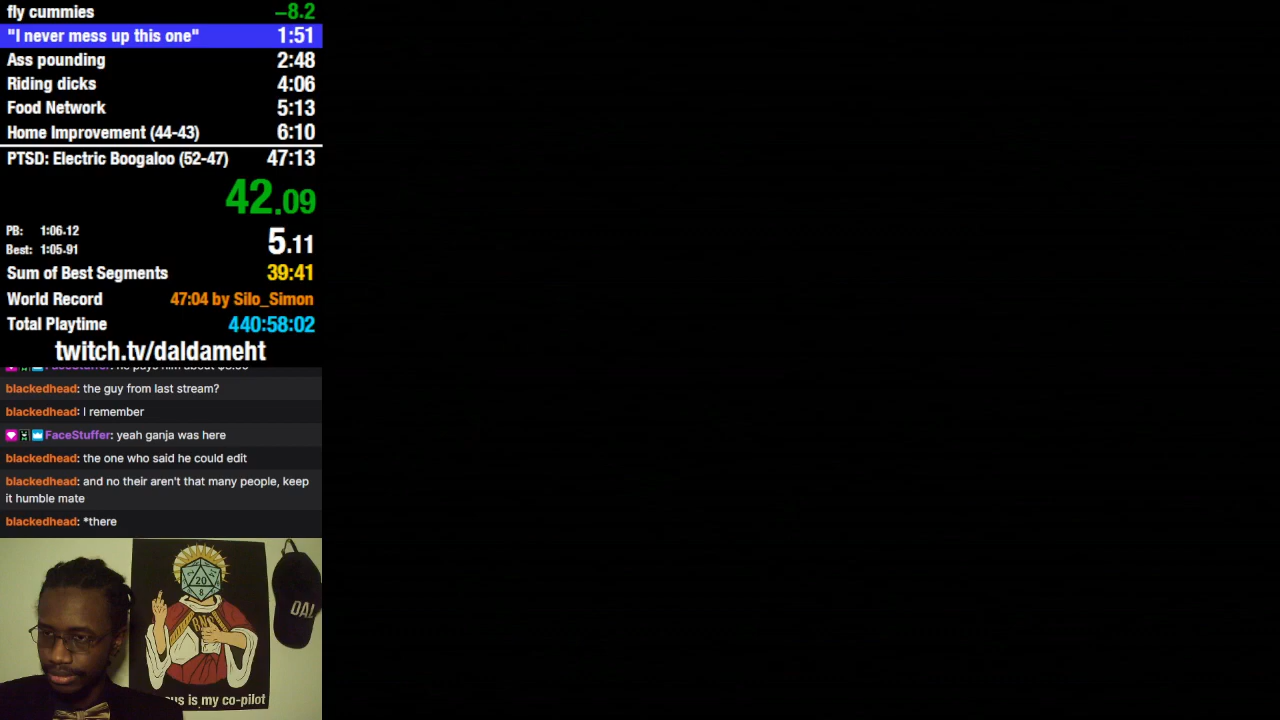 fly cummies −8.2
"I never mess up this one" 1:51
Ass pounding 2:48
Riding dicks 4:06
Food Network 5:13
Home Improvement (44-43) 6:10
PTSD: Electric Boogaloo (52-47) 47:13
42.09
PB: 1:06.12
5.11
Best: 1:05.91
Sum of Best Segments 39:41
World Record 47:04 by Silo_Simon
Total Playtime 440:58:02
twitch.tv/daldameht
blackedhead: the guy from last stream?
blackedhead: I remember
FaceStuffer: yeah ganja was here
blackedhead: the one who said he could edit
blackedhead: and no their aren't that many people, keep
it humble mate
blackedhead: *there
20
8
DAL
us is my co-pilot